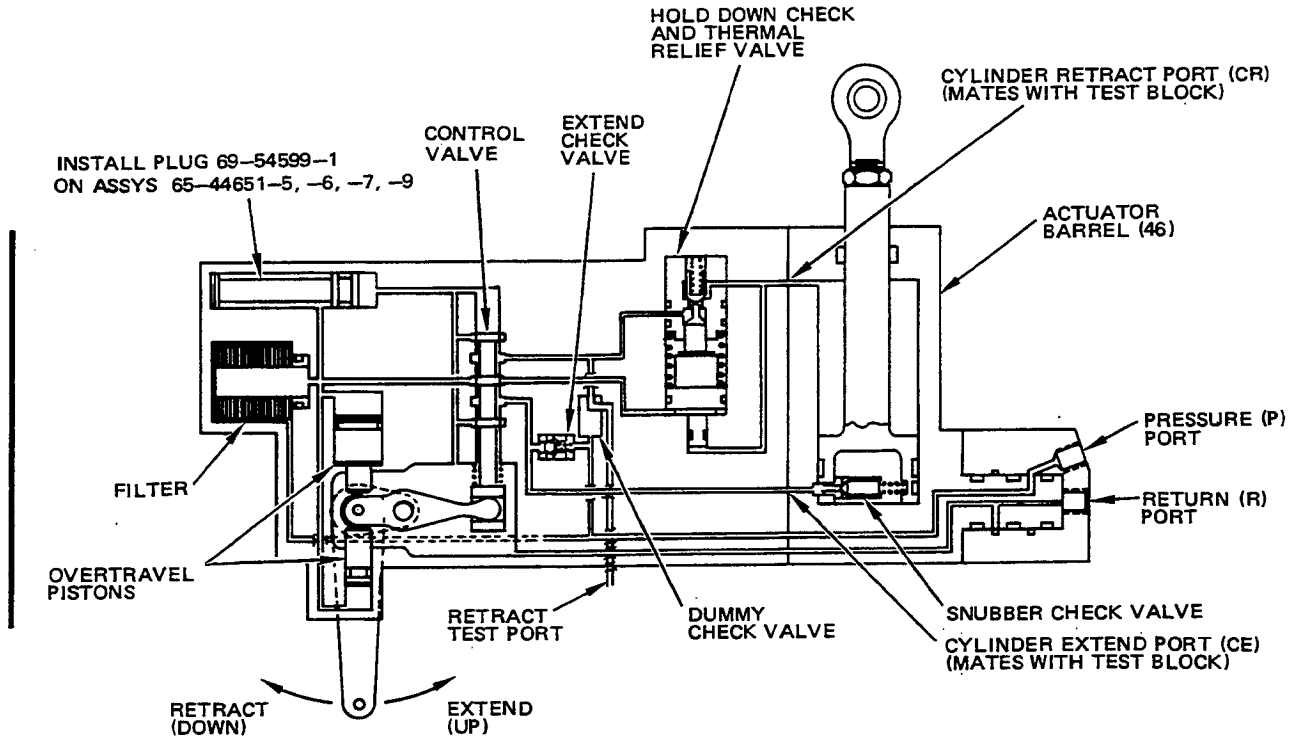 HOLD DOWN CHECK
AND THERMAL
RELIEF VALVE
CYLINDER RETRACT PORT (CR)
(MATES WITH TEST BLOCK)
CONTROL
VALVE
EXTEND
CHECK
VALVE
INSTALL PLUG 69-54599-1
ON ASSYS 65-44651-5, -6, -7, -9
ACTUATOR
BARREL (46)
PRESSURE (P)
PORT
FILTER
RETURN (R)
PORT
OVERTRAVEL
PISTONS
RETRACT
TEST PORT
DUMMY
CHECK VALVE
SNUBBER CHECK VALVE
CYLINDER EXTEND PORT (CE)
(MATES WITH TEST BLOCK)
RETRACT
(DOWN)
EXTEND
(UP)